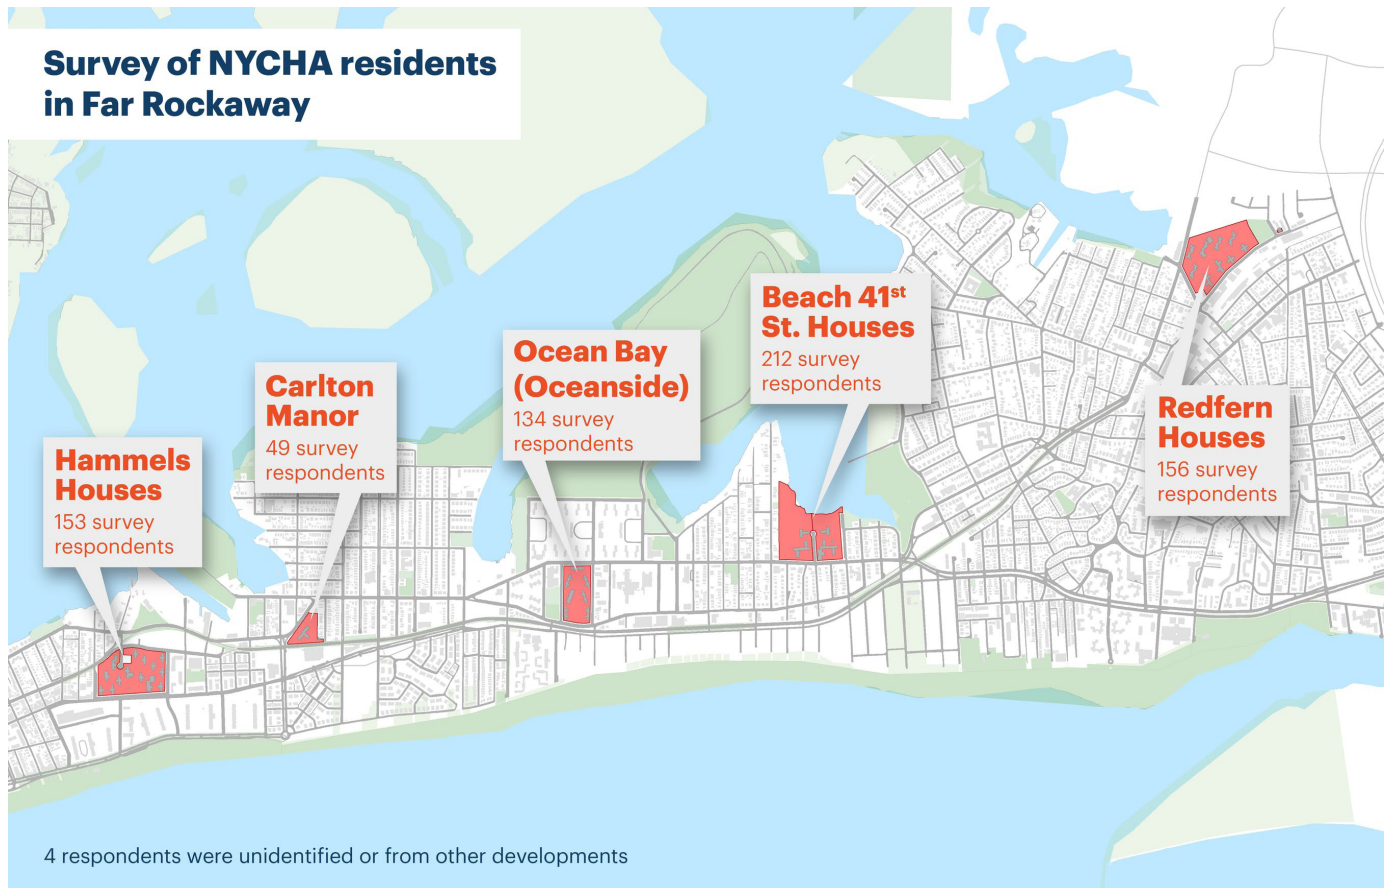 Survey of NYCHA residents
in Far Rockaway
Beach 41st
St. Houses
212 survey
respondents
Ocean Bay
(Oceanside)
134 survey
respondents
Carlton
Manor
49 survey
respondents
Redfern
Houses
156 survey
respondents
Hammels
Houses
153 survey
respondents
4 respondents were unidentified or from other developments